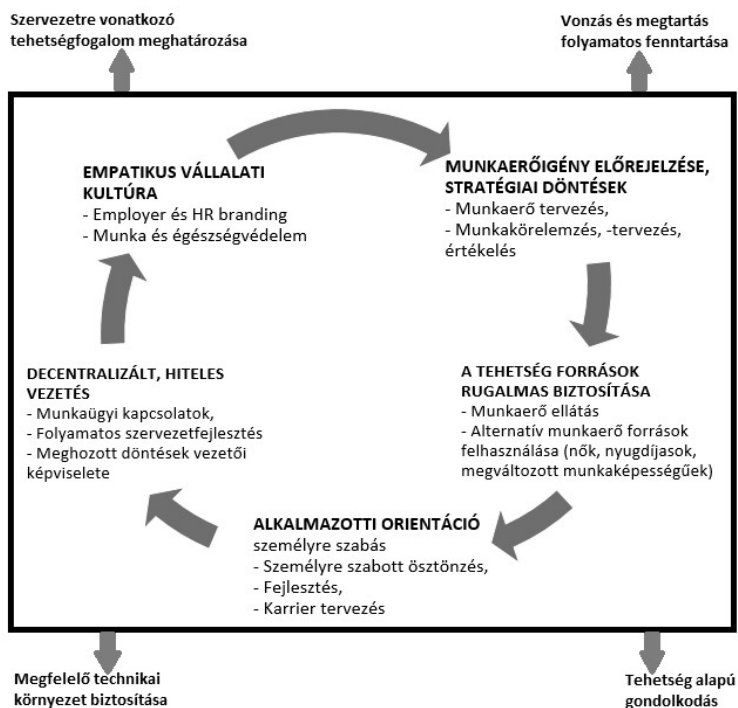 Szervezetre vonatkozó
tehetségfogalom meghatározása
Vonzás és megtartás
folyamatos fenntartása
EMPATIKUS VÁLLALATI
KULTÚRA
- Employer és HR branding
- Munka és égészségvédelem
MUNKAERŐIGÉNY ELŐREJELZÉSE,
STRATÉGIAI DÖNTÉSEK
- Munkaerő tervezés,
- Munkakörelemzés, -tervezés,
értékelés
A TEHETSÉG FORRÁSOK
RUGALMAS BIZTOSÍTÁSA
- Munkaerő ellátás
- Alternatív munkaerő források
felhasználása (nők, nyugdíjasok,
megváltozott munkaképességűek)
ALKALMAZOTTI ORIENTÁCIÓ
személyre szabás
- Személyre szabott ösztönzés,
- Fejlesztés,
- Karrier tervezés
DECENTRALIZÁLT, HITELES
VEZETÉS
- Munkaügyi kapcsolatok,
- Folyamatos szervezetfejlesztés
- Meghozott döntések vezetői
képviselete
Megfelelő technikai
környezet biztosítása
Tehetség alapú
gondolkodás